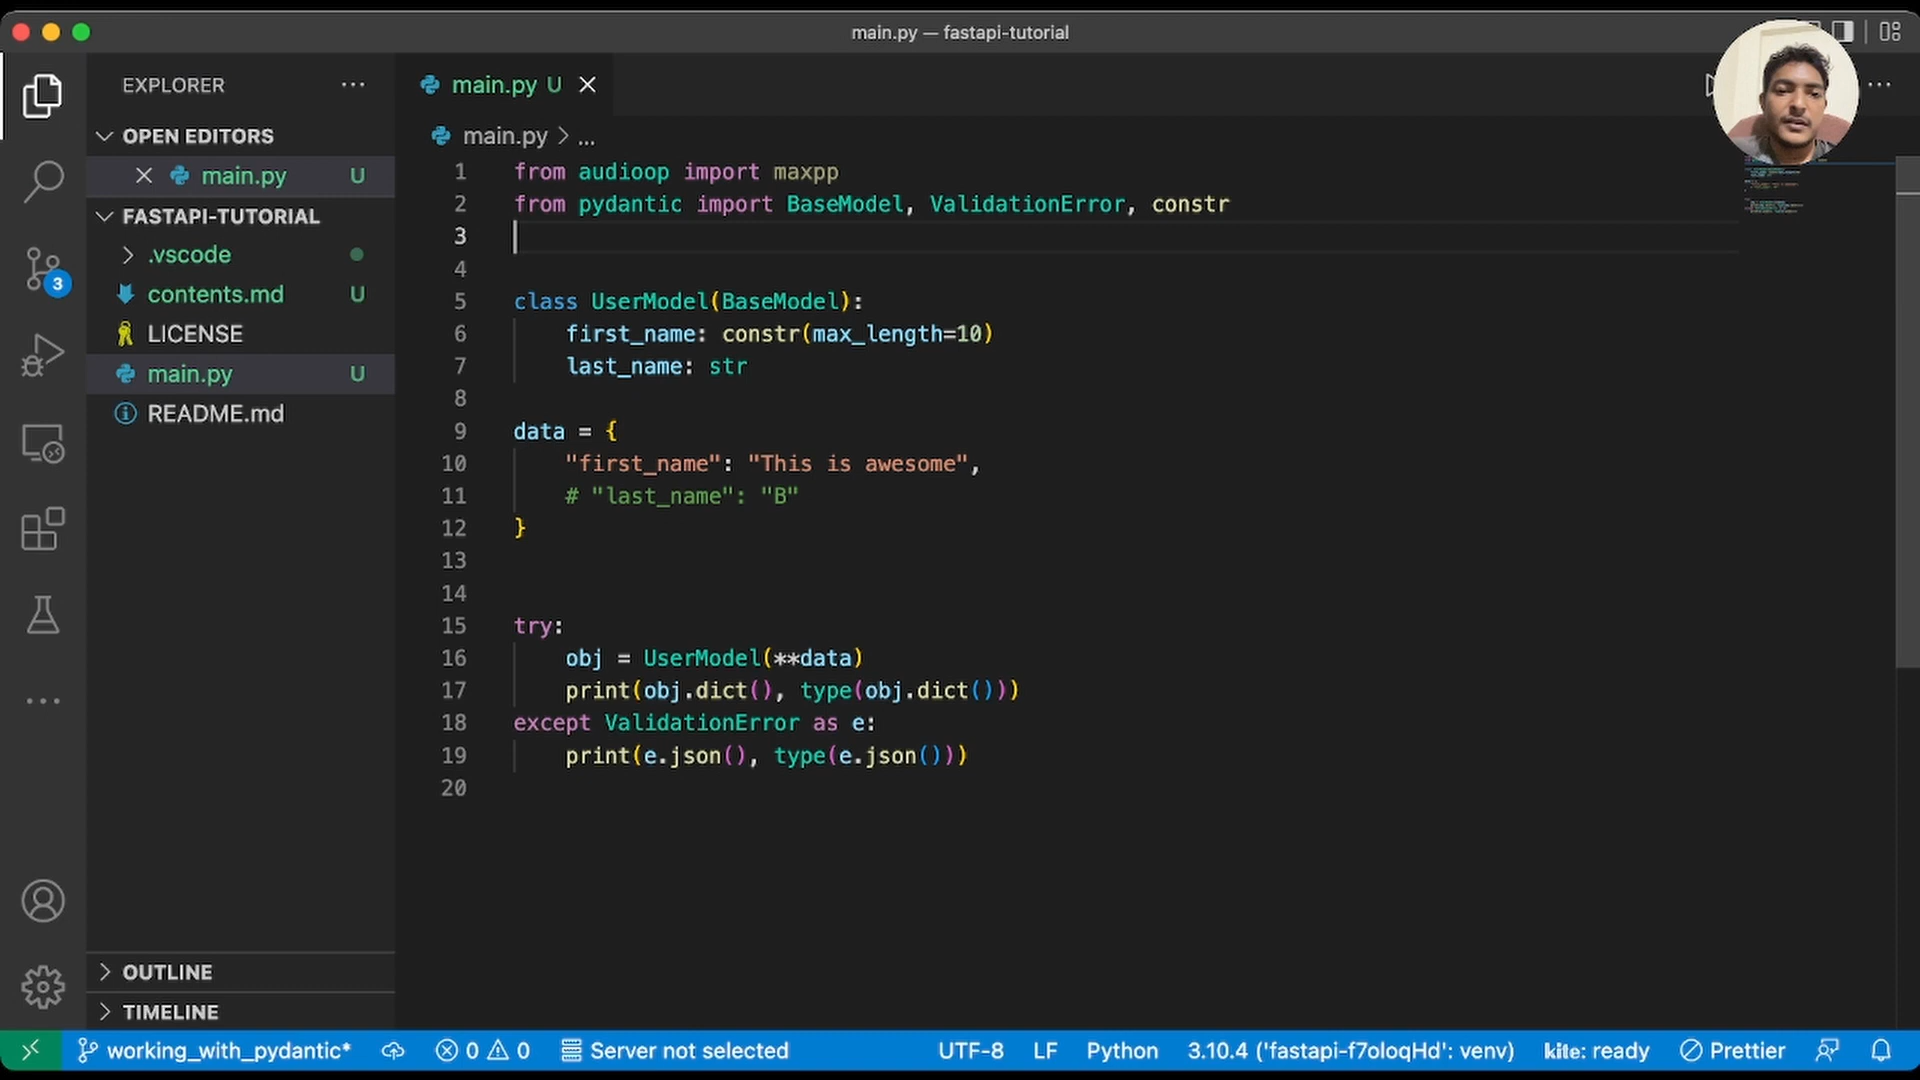 main.py — fastapi-tutorial
EXPLORER
OPEN EDITORS
main.py U
FASTAPI-TUTORIAL
.vscode
contents.md U
LICENSE
main.py U
README.md
OUTLINE
TIMELINE
3
main.py U
main.py > ...
1 from audioop import maxpp
2 from pydantic import BaseModel, ValidationError, constr
3
4
5 class UserModel(BaseModel):
6     first_name: constr(max_length=10)
7     last_name: str
8
9 data = {
10     "first_name": "This is awesome",
11     # "last_name": "B"
12 }
13
14
15 try:
16     obj = UserModel(**data)
17     print(obj.dict(), type(obj.dict()))
18 except ValidationError as e:
19     print(e.json(), type(e.json()))
20
working_with_pydantic* 0 0 Server not selected UTF-8 LF Python 3.10.4 ('fastapi-f7oloqHd': venv) kite: ready Prettier